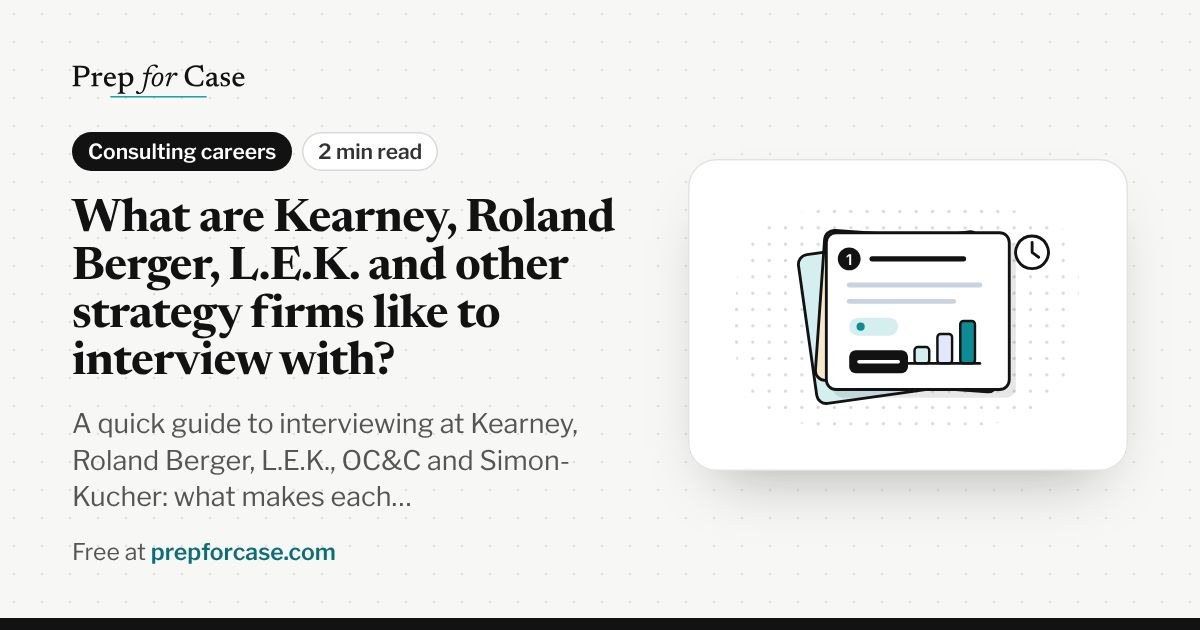 Prep for Case
Consulting careers
2 min read
What are Kearney, Roland
Berger, L.E.K. and other
strategy firms like to
interview with?
A quick guide to interviewing at Kearney,
Roland Berger, L.E.K., OC&C and Simon-
Kucher: what makes each...
Free at prepforcase.com
1